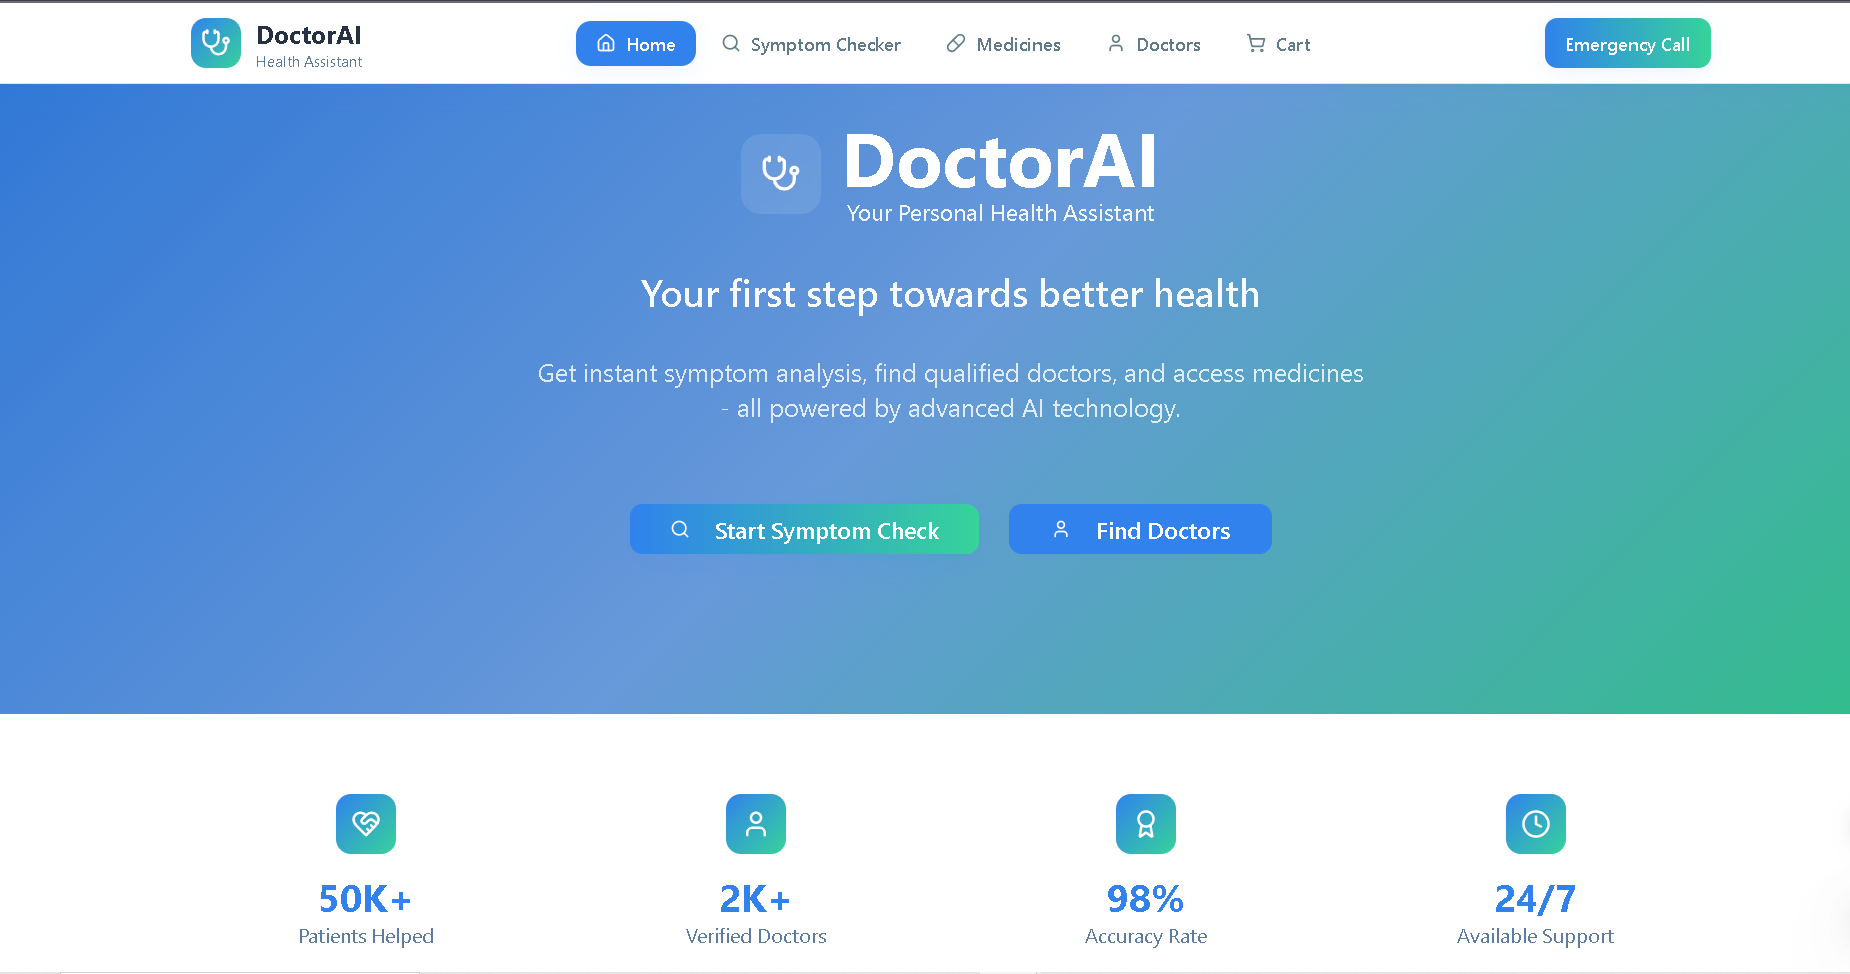 DoctorAI
Health Assistant
Home
Symptom Checker
Medicines
Doctors
Cart
Emergency Call
DoctorAI
Your Personal Health Assistant
Your first step towards better health
Get instant symptom analysis, find qualified doctors, and access medicines
- all powered by advanced AI technology.
Start Symptom Check
Find Doctors
50K+
Patients Helped
2K+
Verified Doctors
98%
Accuracy Rate
24/7
Available Support